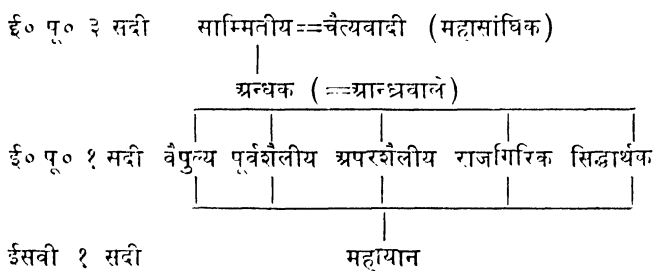 ई० पू० ३ सदी साम्मितीय==चैत्यवादी (महासांघिक)
अन्धक (==आन्ध्रवाले)
ई० पू० १ सदी वैपुल्य पूर्वशैलीय अपरशैलीय राजगिरिक सिद्धार्थक
ईसवी १ सदी महायान